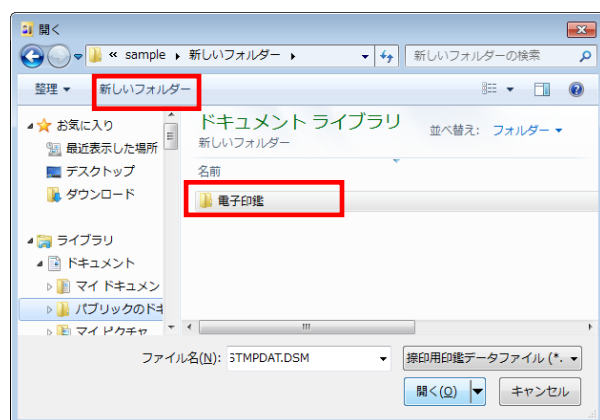 開く
« sample ▸ 新しいフォルダー ▸
新しいフォルダーの検索
整理 ▼ 新しいフォルダー
お気に入り
最近表示した場所
デスクトップ
ダウンロード
ライブラリ
ドキュメント
マイ ドキュメン
パブリックのドキ
マイ ピクチャ
ドキュメント ライブラリ
新しいフォルダー
並べ替え: フォルダー ▼
名前
電子印鑑
ファイル名(N): STMPDAT.DSM
捺印用印鑑データファイル (*.
開く(O) キャンセル